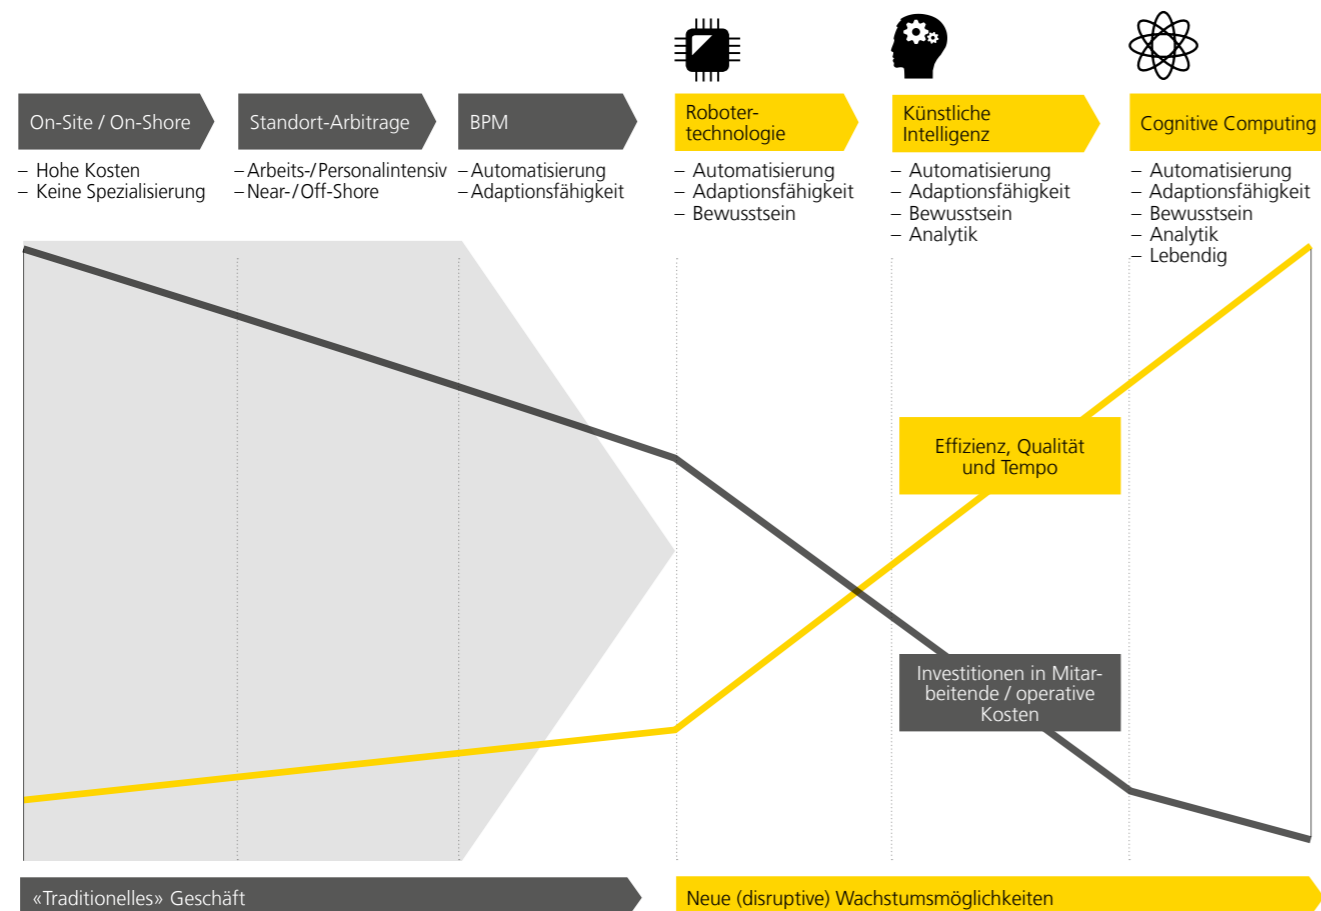 On-Site / On-Shore
– Hohe Kosten
– Keine Spezialisierung
Standort-Arbitrage
– Arbeits-/Personalintensiv
– Near-/Off-Shore
BPM
– Automatisierung
– Adaptionsfähigkeit
Roboter-
technologie
– Automatisierung
– Adaptionsfähigkeit
– Bewusstsein
Künstliche
Intelligenz
– Automatisierung
– Adaptionsfähigkeit
– Bewusstsein
– Analytik
Cognitive Computing
– Automatisierung
– Adaptionsfähigkeit
– Bewusstsein
– Analytik
– Lebendig
Effizienz, Qualität
und Tempo
Investitionen in Mitar-
beitende / operative
Kosten
«Traditionelles» Geschäft
Neue (disruptive) Wachstumsmöglichkeiten